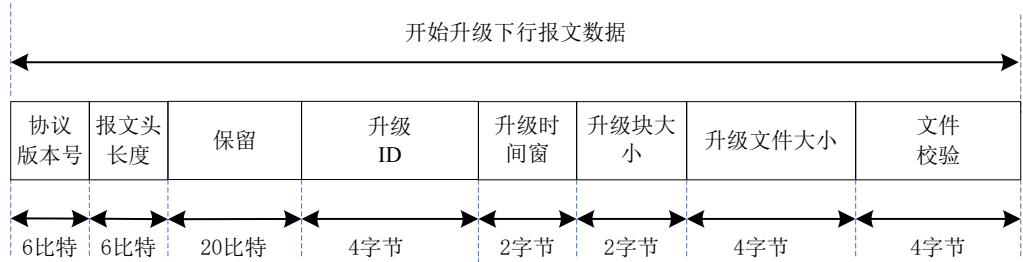 开始升级下行报文数据
协议
版本号
报文头
长度
保留
升级
ID
升级时
间窗
升级块大
小
升级文件大小
文件
校验
6比特
6比特
20比特
4字节
2字节
2字节
4字节
4字节